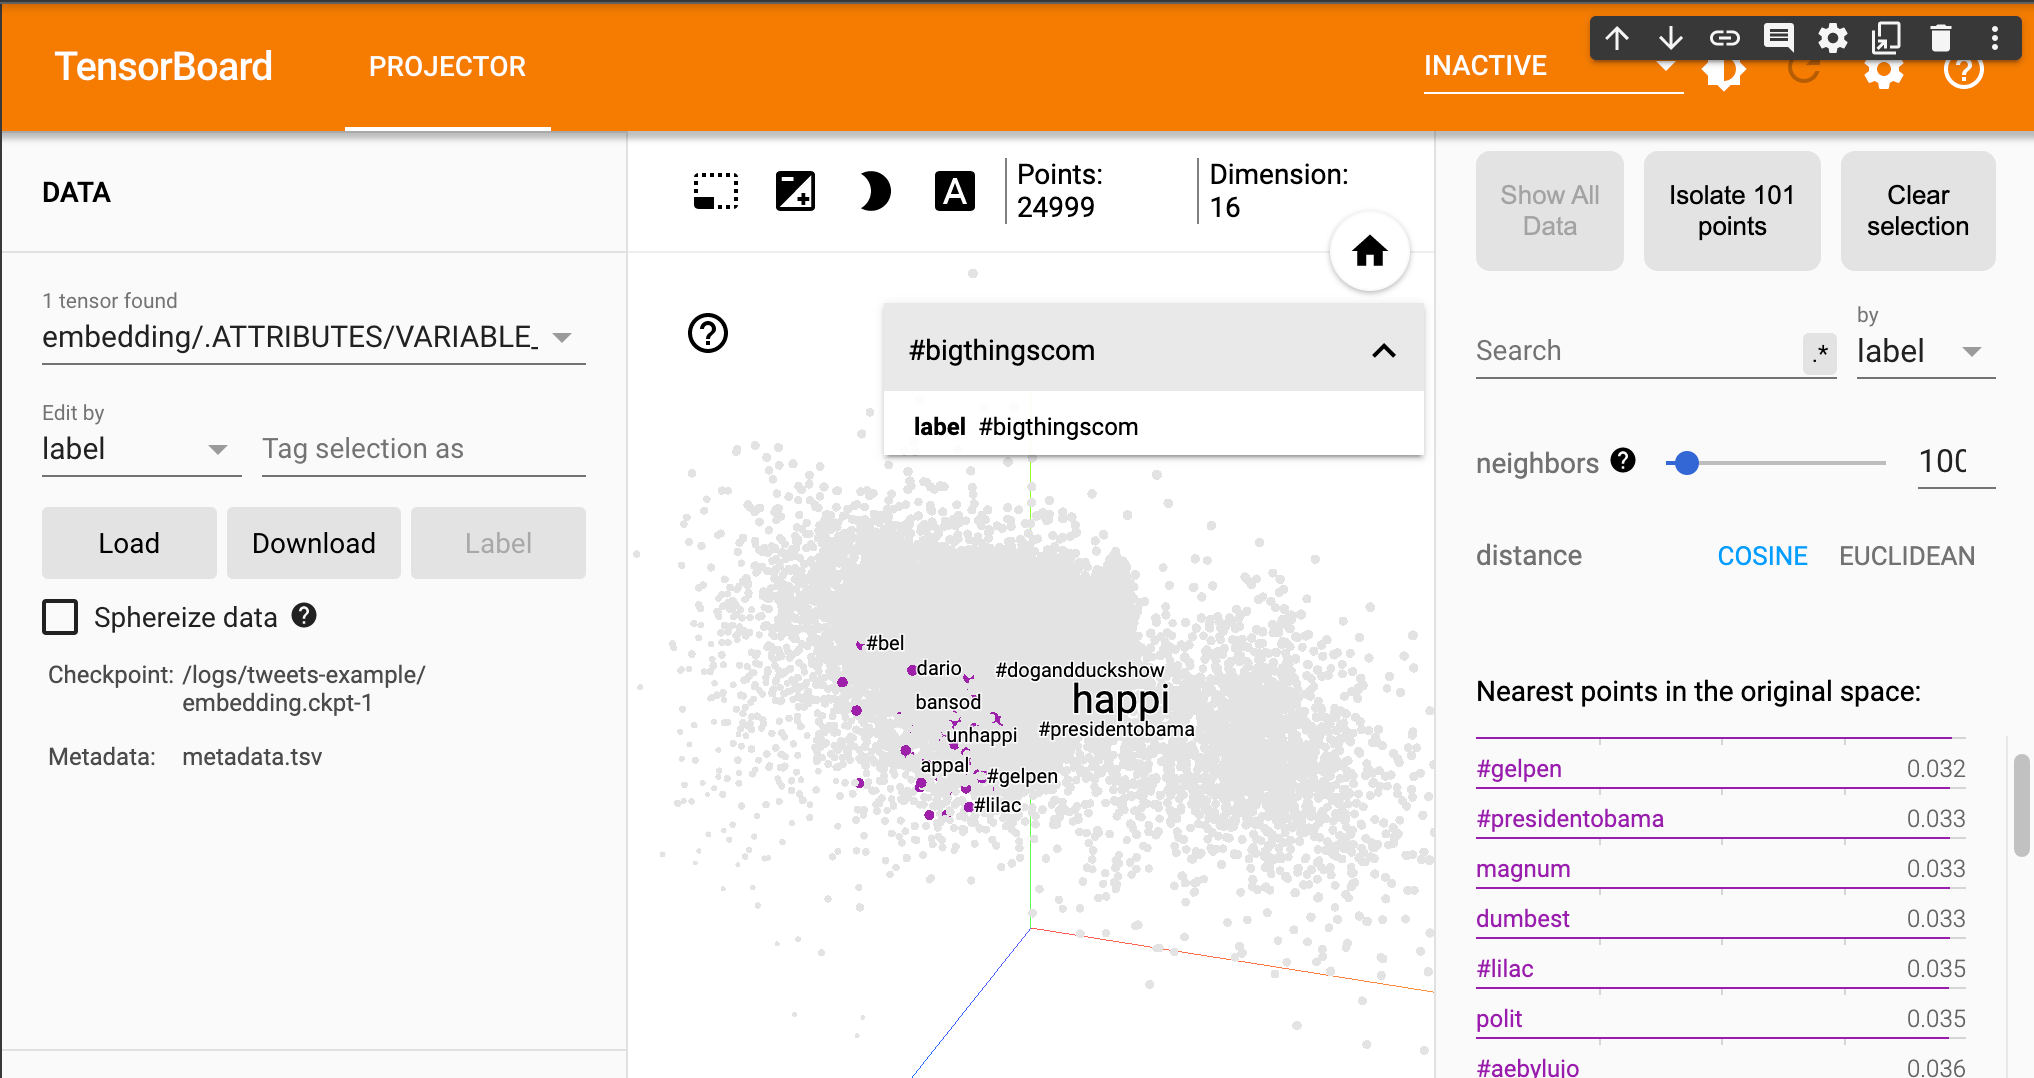 TensorBoard
PROJECTOR
INACTIVE
DATA
1 tensor found
embedding/.ATTRIBUTES/VARIABLE_
Edit by
label
Tag selection as
Load
Download
Label
Sphereize data
Checkpoint: /logs/tweets-example/
embedding.ckpt-1
Metadata: metadata.tsv
A
Points:
24999
Dimension:
16
#bigthingscom
label #bigthingscom
#bel
dario
#dogandduckshow
happi
bansod
#presidentobama
unhappi
appal
#gelpen
#lilac
Show All
Data
Isolate 101
points
Clear
selection
Search
.*
by
label
neighbors
100
distance
COSINE
EUCLIDEAN
Nearest points in the original space:
#gelpen 0.032
#presidentobama 0.033
magnum 0.033
dumbest 0.033
#lilac 0.035
polit 0.035
#aebylujo 0.036